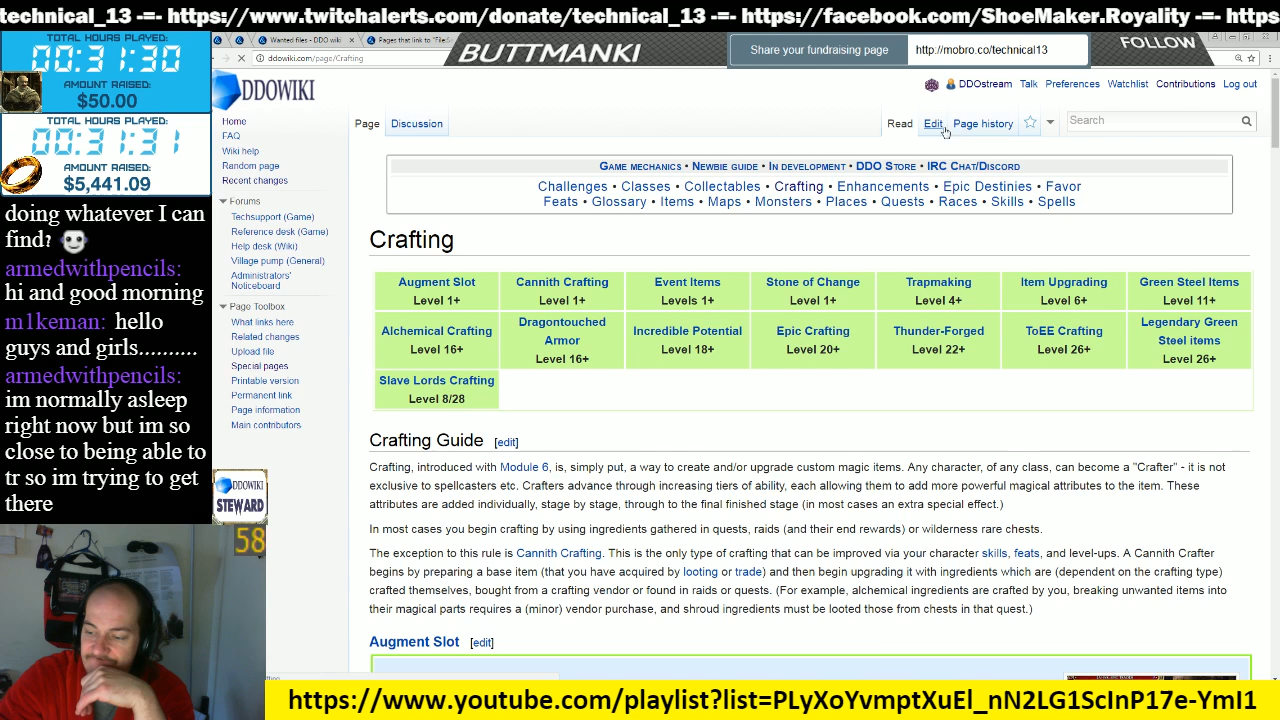 technical_13 -=- https://www.twitchalerts.com/donate/technical_13 -=- https://facebook.com/ShoeMaker.Royality -=- https
TOTAL HOURS PLAYED:
00:31:30
AMOUNT RAISED:
$50.00
TOTAL HOURS PLAYED:
00:31:31
AMOUNT RAISED:
$5,441.09
doing whatever I can
find?
armedwithpencils:
hi and good morning
m1keman: hello
guys and girls..........
armedwithpencils:
im normally asleep
right now but im so
close to being able to
tr so im trying to get
there
Wanted files - DDO wiki
Pages that link to "File:S
BUTTMANKI
Share your fundraising page
http://mobro.co/technical13
FOLLOW
ddowiki.com/page/Crafting
DDOWIKI
DDOstream Talk Preferences Watchlist Contributions Log out
Page Discussion Read Edit Page history Search
Home
FAQ
Wiki help
Random page
Recent changes
Forums
Techsupport (Game)
Reference desk (Game)
Help desk (Wiki)
Village pump (General)
Administrators'
Noticeboard
Page Toolbox
What links here
Related changes
Upload file
Special pages
Printable version
Permanent link
Page information
Main contributors
DDOWIKI
STEWARD
58
Game mechanics • Newbie guide • In development • DDO Store • IRC Chat/Discord
Challenges • Classes • Collectables • Crafting • Enhancements • Epic Destinies • Favor
Feats • Glossary • Items • Maps • Monsters • Places • Quests • Races • Skills • Spells
Crafting
Augment Slot Level 1+
Cannith Crafting Level 1+
Event Items Levels 1+
Stone of Change Level 1+
Trapmaking Level 4+
Item Upgrading Level 6+
Green Steel Items Level 11+
Alchemical Crafting Level 16+
Dragontouched Armor Level 16+
Incredible Potential Level 18+
Epic Crafting Level 20+
Thunder-Forged Level 22+
ToEE Crafting Level 26+
Legendary Green Steel items Level 26+
Slave Lords Crafting Level 8/28
Crafting Guide [edit]
Crafting, introduced with Module 6, is, simply put, a way to create and/or upgrade custom magic items. Any character, of any class, can become a "Crafter" - it is not
exclusive to spellcasters etc. Crafters advance through increasing tiers of ability, each allowing them to add more powerful magical attributes to the item. These
attributes are added individually, stage by stage, through to the final finished stage (in most cases an extra special effect.)
In most cases you begin crafting by using ingredients gathered in quests, raids (and their end rewards) or wilderness rare chests.
The exception to this rule is Cannith Crafting. This is the only type of crafting that can be improved via your character skills, feats, and level-ups. A Cannith Crafter
begins by preparing a base item (that you have acquired by looting or trade) and then begin upgrading it with ingredients which are (dependent on the crafting type)
crafted themselves, bought from a crafting vendor or found in raids or quests. (For example, alchemical ingredients are crafted by you, breaking unwanted items into
their magical parts requires a (minor) vendor purchase, and shroud ingredients must be looted those from chests in that quest.)
Augment Slot [edit]
https://www.youtube.com/playlist?list=PLyXoYvmptXuEl_nN2LG1ScInP17e-YmI1